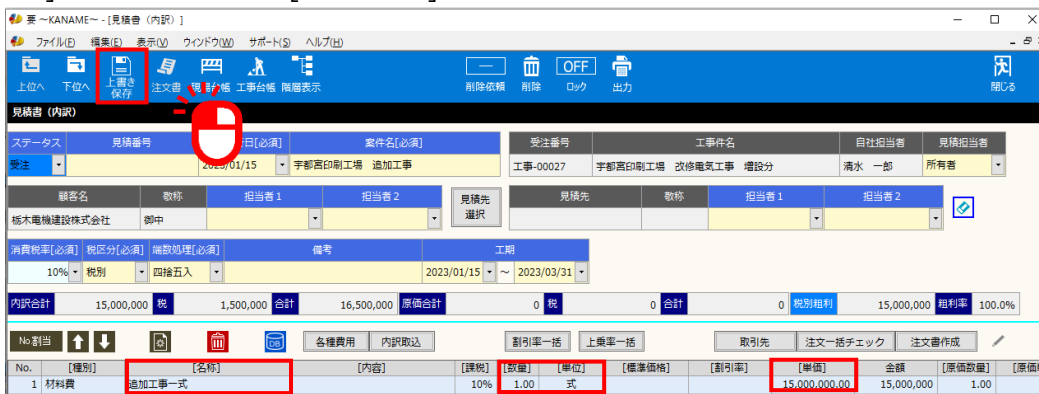 要 ~KANAME~ - [見積書（内訳）]
ファイル(F) 編集(E) 表示(V) ウィンドウ(W) サポート(S) ヘルプ(H)
上位へ 下位へ 上書き保存 注文書 現場台帳 工事台帳 階層表示 削除依頼 削除 OFF ロック 出力 閉じる
見積書（内訳）
ステータス 見積番号 案件名[必須] 受注番号 工事件名 自社担当者 見積担当者
受注 2023/01/15 宇都宮印刷工場 追加工事 工事-00027 宇都宮印刷工場 改修電気工事 増設分 清水 一郎 所有者
顧客名 敬称 担当者1 担当者2 見積先選択 見積先 敬称 担当者1 担当者2
栃木電機建設株式会社 御中
消費税率[必須] 税区分[必須] 端数処理[必須] 備考 工期
10% 税別 四捨五入 2023/01/15 ~ 2023/03/31
内訳合計 15,000,000 税 1,500,000 合計 16,500,000 原価合計 0 税 0 合計 0 税別粗利 15,000,000 粗利率 100.0%
No.割当 DB 各種費用 内訳取込 割引率一括 上乗率一括 取引先 注文一括チェック 注文書作成
No. [種別] [名称] [内容] [課税] [数量] [単位] [標準価格] [割引率] [単価] 金額 [原価数量]
1 材料費 追加工事一式 10% 1.00 式 15,000,000.00 15,000,000 1.00